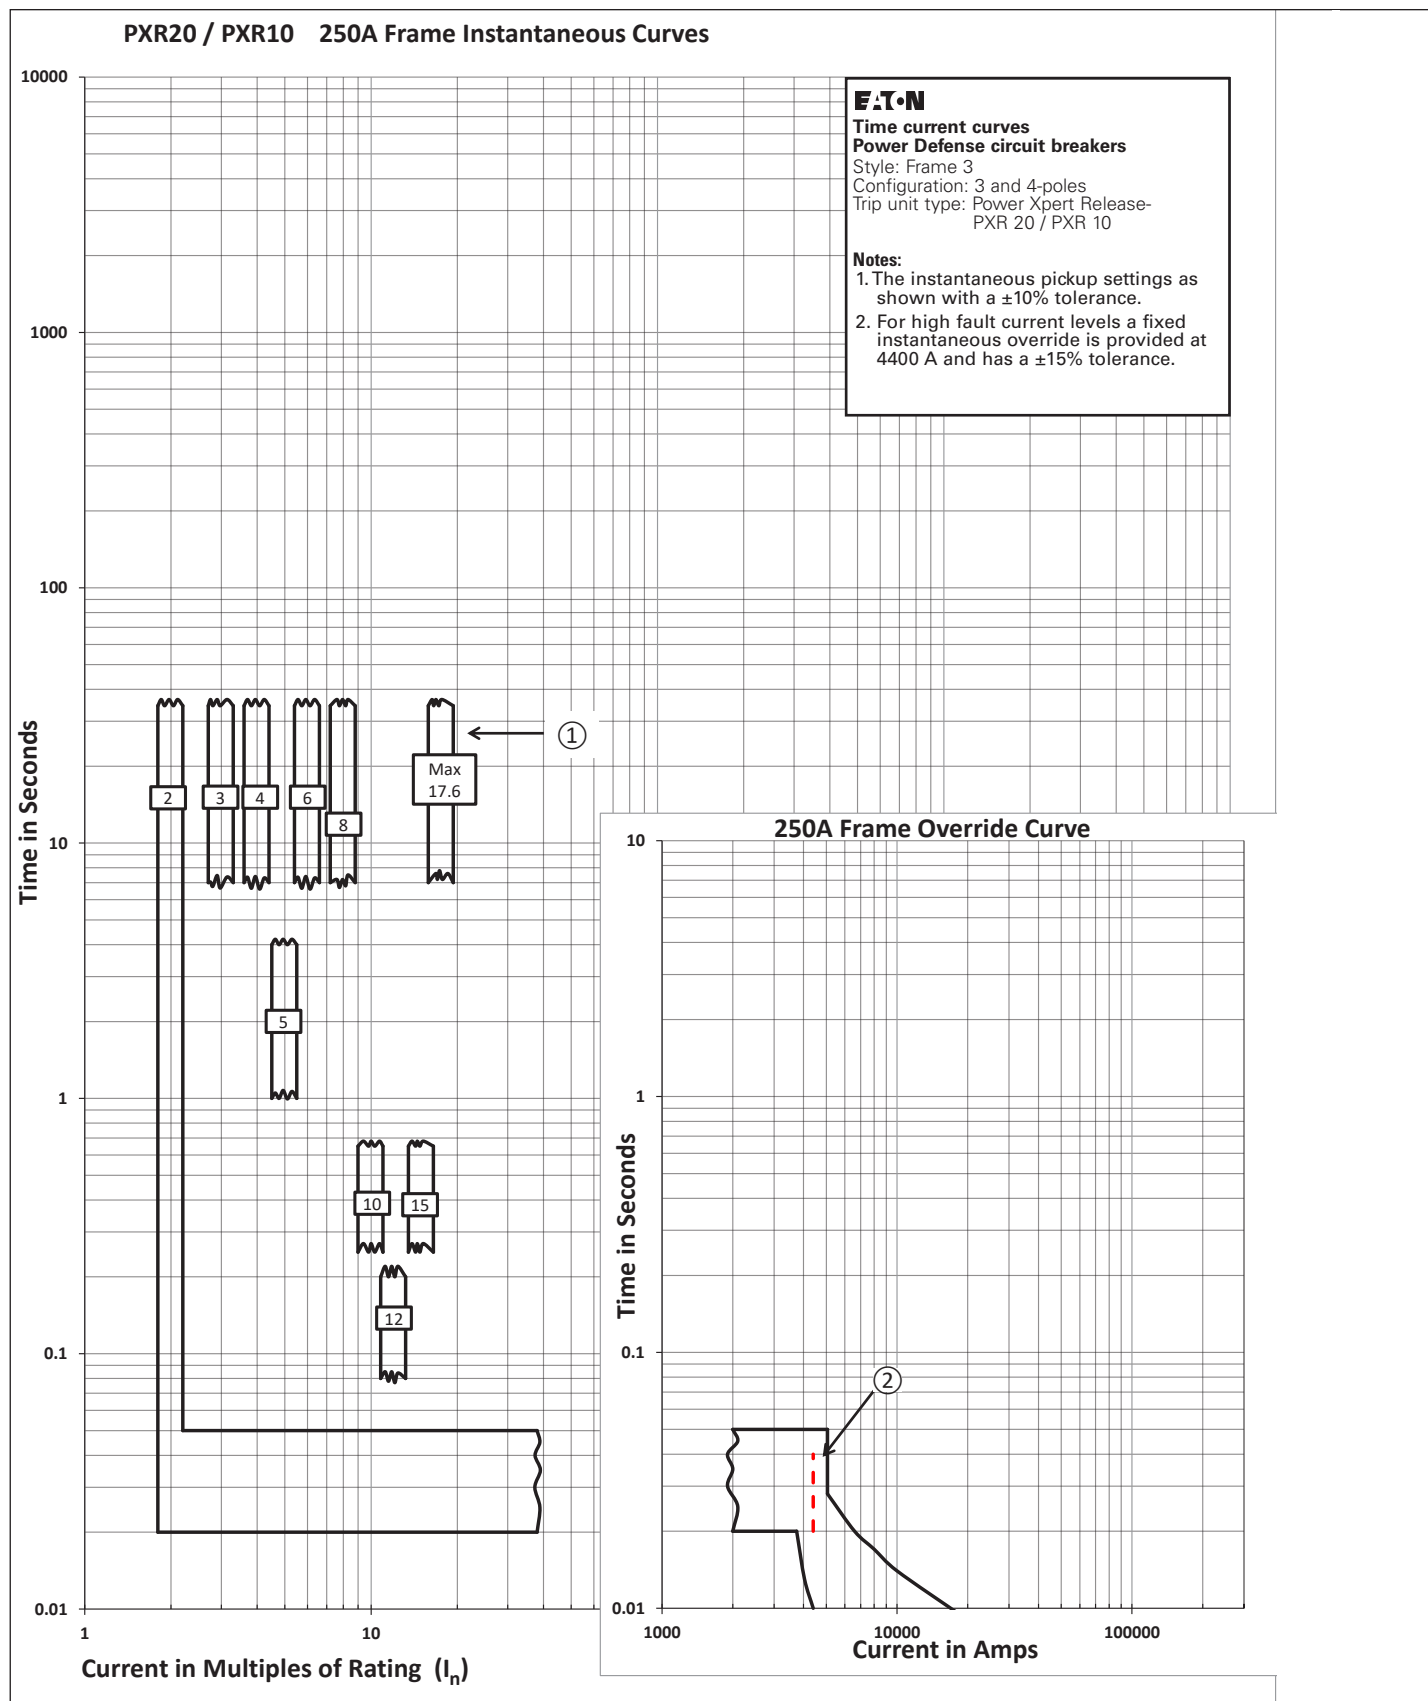 PXR20 / PXR10 250A Frame Instantaneous Curves
10000
1000
100
10
1
0.1
0.01
Time in Seconds
EATON
Time current curves
Power Defense circuit breakers
Style: Frame 3
Configuration: 3 and 4-poles
Trip unit type: Power Xpert Release-
PXR 20 / PXR 10
Notes:
1. The instantaneous pickup settings as
shown with a ±10% tolerance.
2. For high fault current levels a fixed
instantaneous override is provided at
4400 A and has a ±15% tolerance.
1
2
3
4
6
8
Max
17.6
5
10
15
12
1
10
Current in Multiples of Rating (In)
250A Frame Override Curve
10
1
0.1
0.01
Time in Seconds
2
1000
10000
100000
Current in Amps